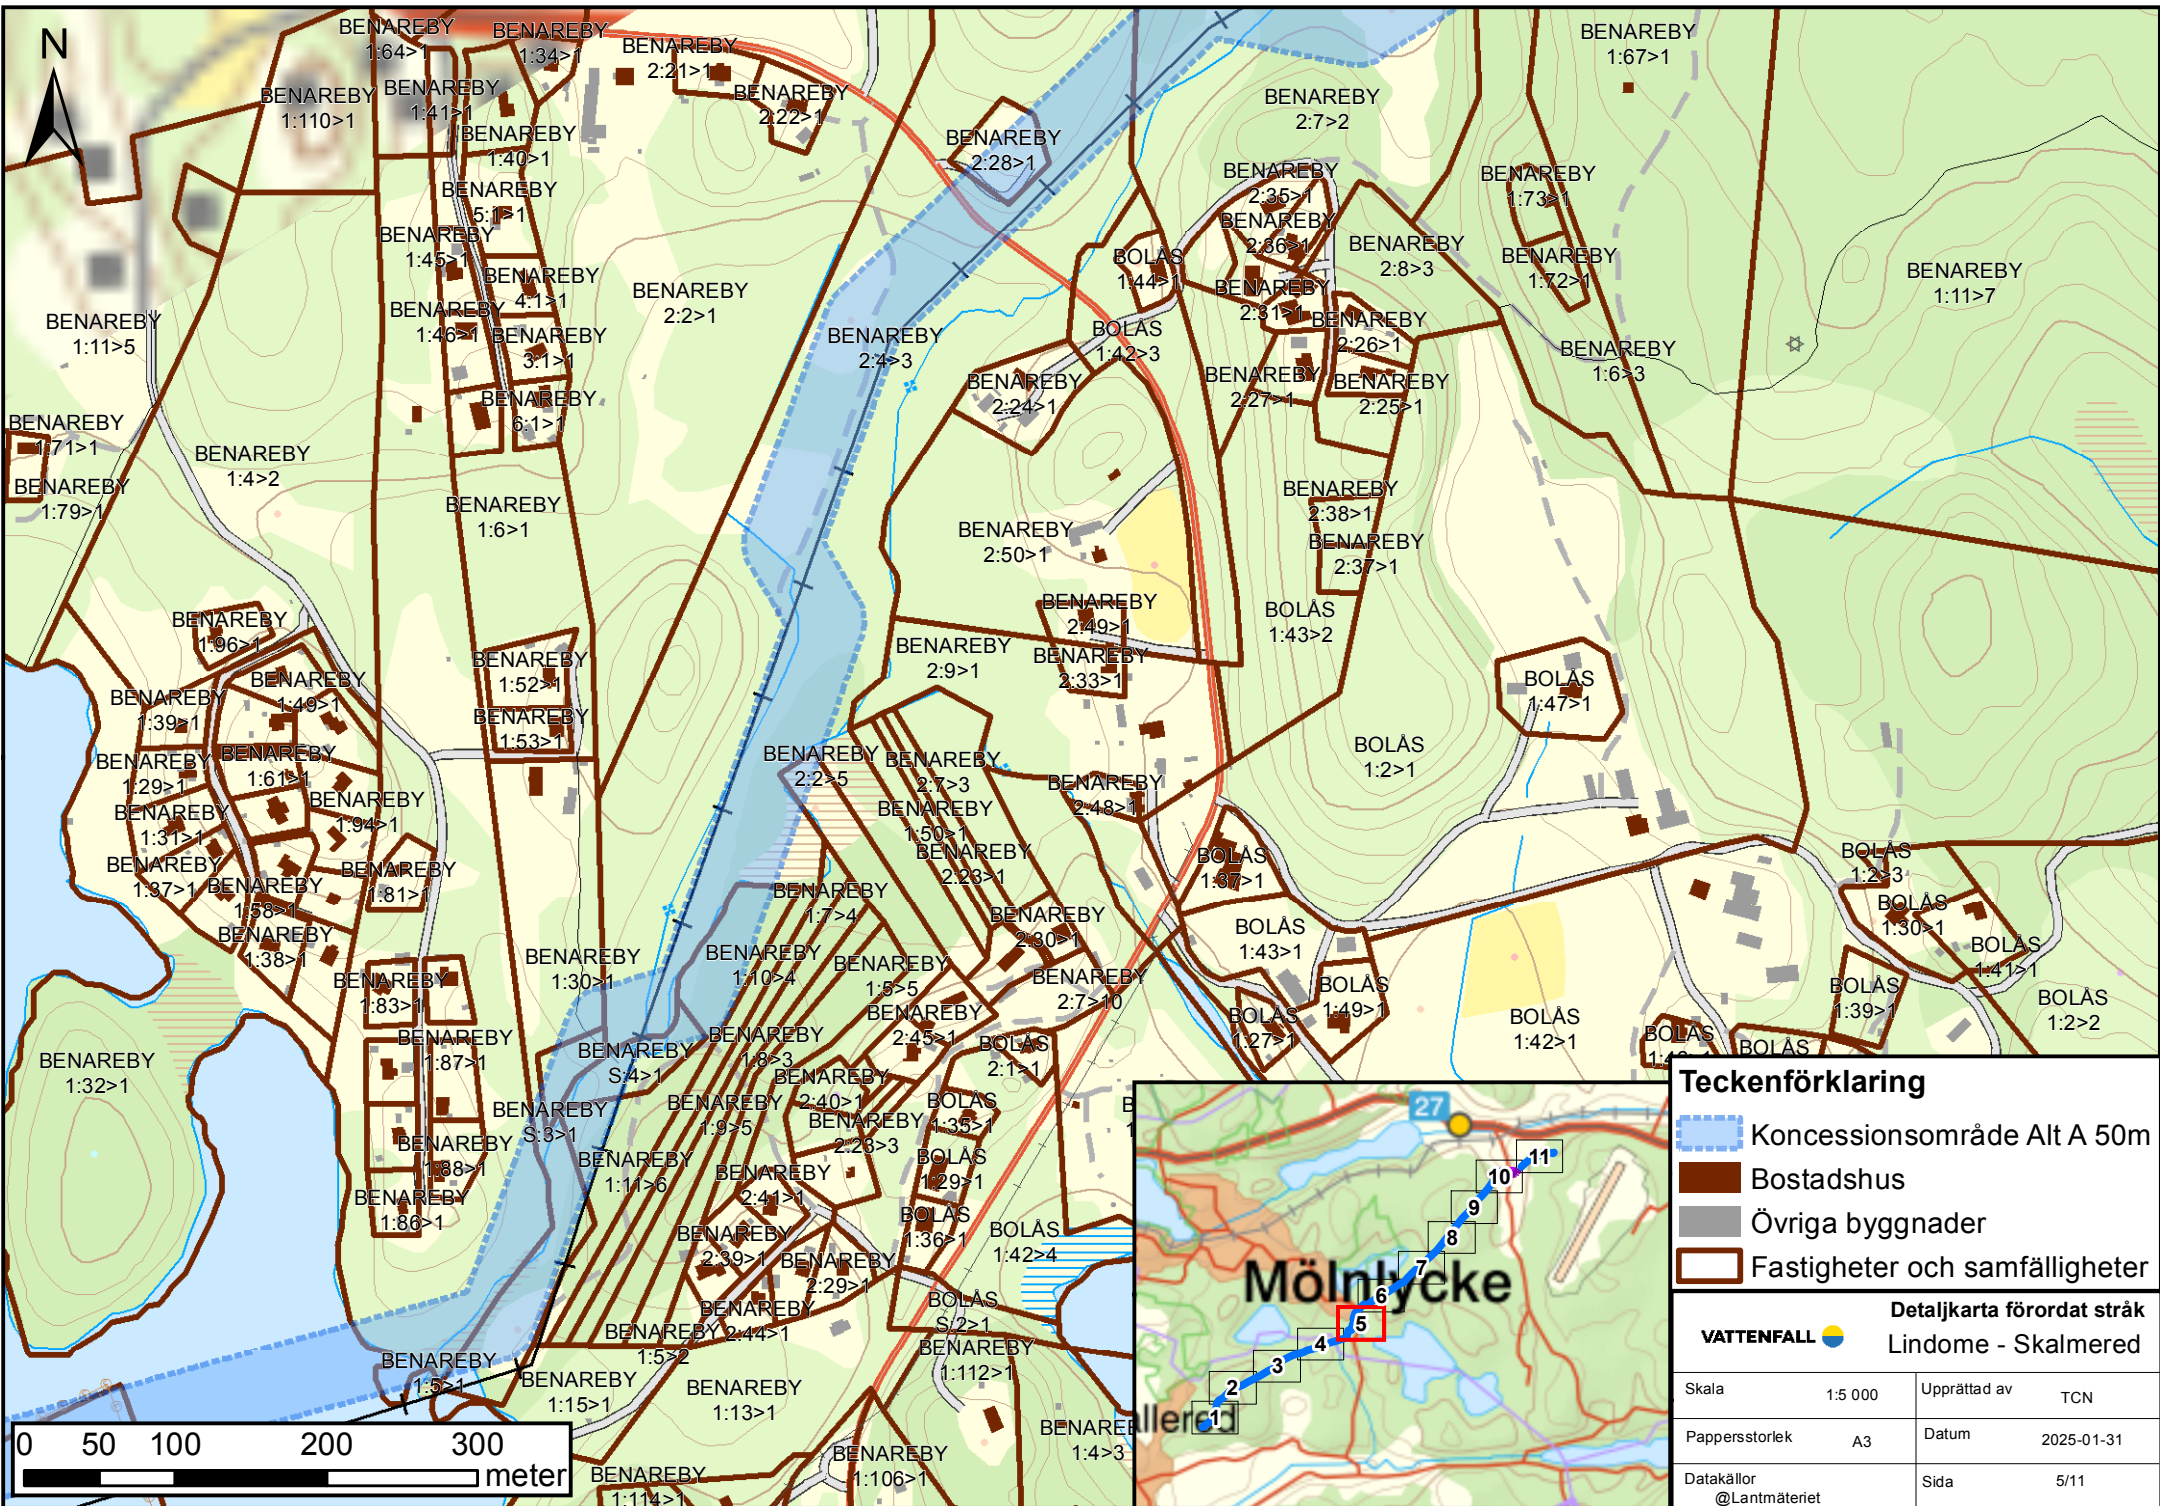 N
BENAREBY
1:64>1
BENAREBY
1:34>1
BENAREBY
2:21>1
BENAREBY
1:67>1
BENAREBY
1:110>1
BENAREBY
1:41>1
BENAREBY
2:22>1
BENAREBY
2:7>2
BENAREBY
1:40>1
BENAREBY
2:28>1
BENAREBY
5:1>1
BENAREBY
2:35>1
BENAREBY
1:73>1
BENAREBY
1:45>1
BENAREBY
2:36>1
BENAREBY
2:8>3
BOLÅS
1:44>1
BENAREBY
1:72>1
BENAREBY
1:11>7
BENAREBY
4:1>1
BENAREBY
2:2>1
BENAREBY
2:31>1
BENAREBY
1:11>5
BENAREBY
1:46>1
BENAREBY
3:1>1
BENAREBY
2:4>3
BOLÅS
1:42>3
BENAREBY
2:26>1
BENAREBY
1:6>3
BENAREBY
6:1>1
BENAREBY
2:24>1
BENAREBY
2:27>1
BENAREBY
2:25>1
BENAREBY
1:71>1
BENAREBY
1:4>2
BENAREBY
1:79>1
BENAREBY
1:6>1
BENAREBY
2:38>1
BENAREBY
2:50>1
BENAREBY
2:37>1
BENAREBY
1:96>1
BENAREBY
2:49>1
BOLÅS
1:43>2
BENAREBY
1:52>1
BENAREBY
2:9>1
BENAREBY
2:33>1
BENAREBY
1:49>1
BENAREBY
1:39>1
BOLÅS
1:47>1
BENAREBY
1:53>1
BENAREBY
1:29>1
BENAREBY
1:61>1
BENAREBY
2:2>5
BENAREBY
2:7>3
BENAREBY
2:48>1
BOLÅS
1:2>1
BENAREBY
1:31>1
BENAREBY
1:94>1
BENAREBY
1:50>1
BENAREBY
2:23>1
BENAREBY
1:37>1
BENAREBY
1:58>1
BENAREBY
1:81>1
BENAREBY
1:7>4
BOLÅS
1:37>1
BOLÅS
1:2>3
BENAREBY
1:38>1
BENAREBY
2:30>1
BOLÅS
1:43>1
BOLÅS
1:30>1
BENAREBY
1:30>1
BENAREBY
1:10>4
BENAREBY
1:5>5
BENAREBY
2:7>10
BOLÅS
1:41>1
BENAREBY
1:83>1
BOLÅS
1:49>1
BOLÅS
1:39>1
BOLÅS
1:2>2
BENAREBY
1:32>1
BENAREBY
1:87>1
BENAREBY
S:4>1
BENAREBY
1:8>3
BENAREBY
2:45>1
BOLÅS
2:1>1
BOLÅS
1:27>1
BOLÅS
1:42>1
BOLÅS
BOLÅS
BENAREBY
S:3>1
BENAREBY
1:9>5
BENAREBY
2:40>1
BOLÅS
1:35>1
BENAREBY
2:23>3
BENAREBY
1:88>1
BENAREBY
1:11>6
BENAREBY
2:41>1
BOLÅS
1:29>1
BENAREBY
1:86>1
BENAREBY
2:39>1
BENAREBY
2:29>1
BOLÅS
1:36>1
BOLÅS
1:42>4
BENAREBY
2:44>1
BENAREBY
1:5>2
BOLÅS
S:2>1
BENAREBY
1:5>1
BENAREBY
1:15>1
BENAREBY
1:13>1
BENAREBY
1:112>1
1:4>3
BENAREBY
1:106>1
BENAREBY
1:114>1
0 50 100 200 300
meter
27
Mölnlycke
allered
1
2
3
4
5
6
7
8
9
10
11
Teckenförklaring
Koncessionsområde Alt A 50m
Bostadshus
Övriga byggnader
Fastigheter och samfälligheter
VATTENFALL
Detaljkarta förordat stråk
Lindome - Skalmered
Skala 1:5 000
Upprättad av TCN
Pappersstorlek A3
Datum 2025-01-31
Datakällor
@Lantmäteriet
Sida 5/11